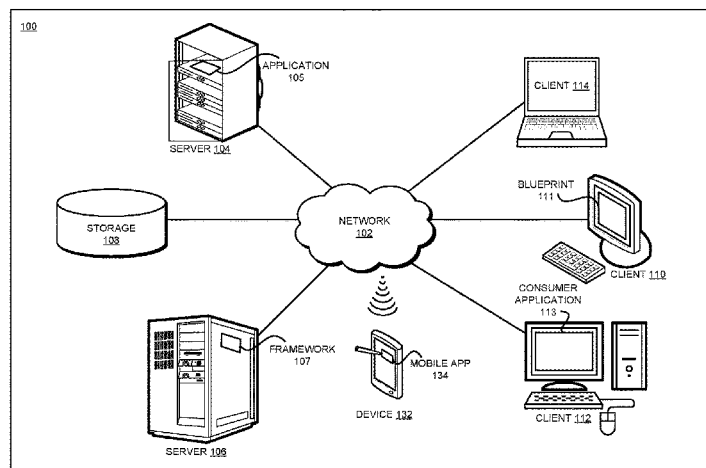 100
APPLICATION
105
SERVER 104
CLIENT 114
BLUEPRINT
111
CLIENT 110
STORAGE
108
NETWORK
102
CONSUMER
APPLICATION
113
FRAMEWORK
107
SERVER 106
MOBILE APP
134
DEVICE 132
CLIENT 112